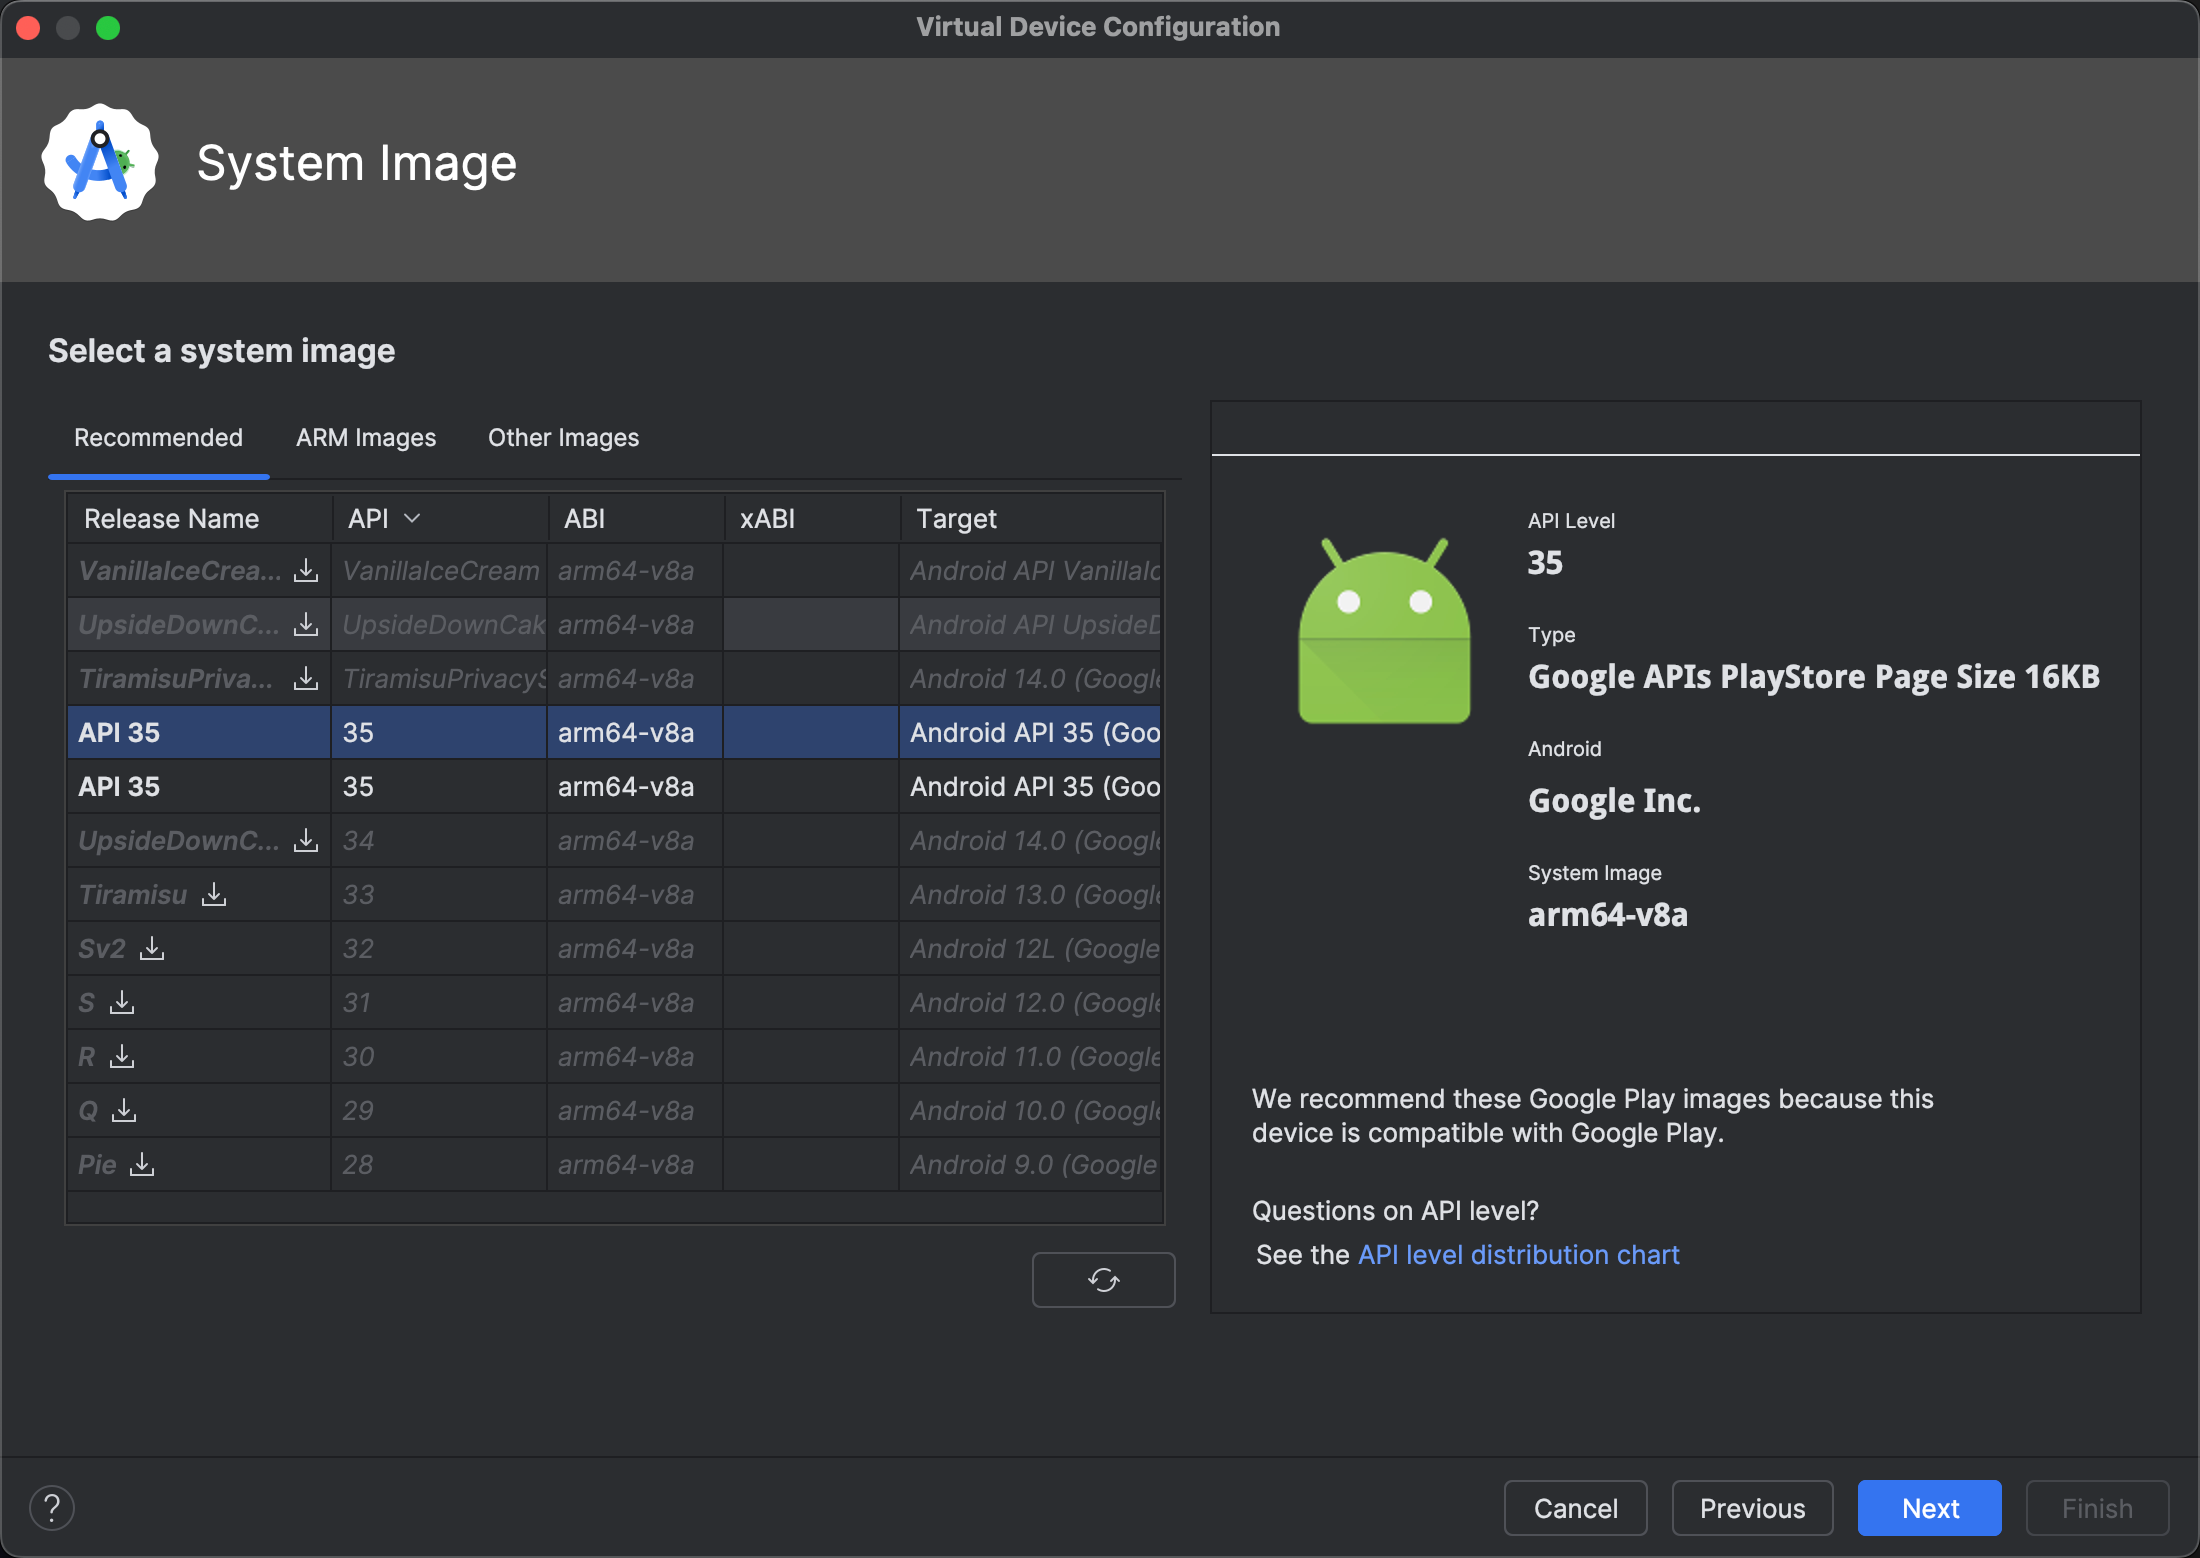 Virtual Device Configuration
System Image
Select a system image
Recommended ARM Images Other Images
Release Name API ABI xABI Target
VanillaIceCrea... VanillaIceCream arm64-v8a Android API VanillaIc
UpsideDownC... UpsideDownCak arm64-v8a Android API UpsideD
TiramisuPriva... TiramisuPrivacyS arm64-v8a Android 14.0 (Google
API 35 35 arm64-v8a Android API 35 (Goo
API 35 35 arm64-v8a Android API 35 (Goo
UpsideDownC... 34 arm64-v8a Android 14.0 (Google
Tiramisu 33 arm64-v8a Android 13.0 (Google
Sv2 32 arm64-v8a Android 12L (Google
S 31 arm64-v8a Android 12.0 (Google
R 30 arm64-v8a Android 11.0 (Google
Q 29 arm64-v8a Android 10.0 (Google
Pie 28 arm64-v8a Android 9.0 (Google
API Level
35
Type
Google APIs PlayStore Page Size 16KB
Android
Google Inc.
System Image
arm64-v8a
We recommend these Google Play images because this
device is compatible with Google Play.
Questions on API level?
See the API level distribution chart
? Cancel Previous Next Finish